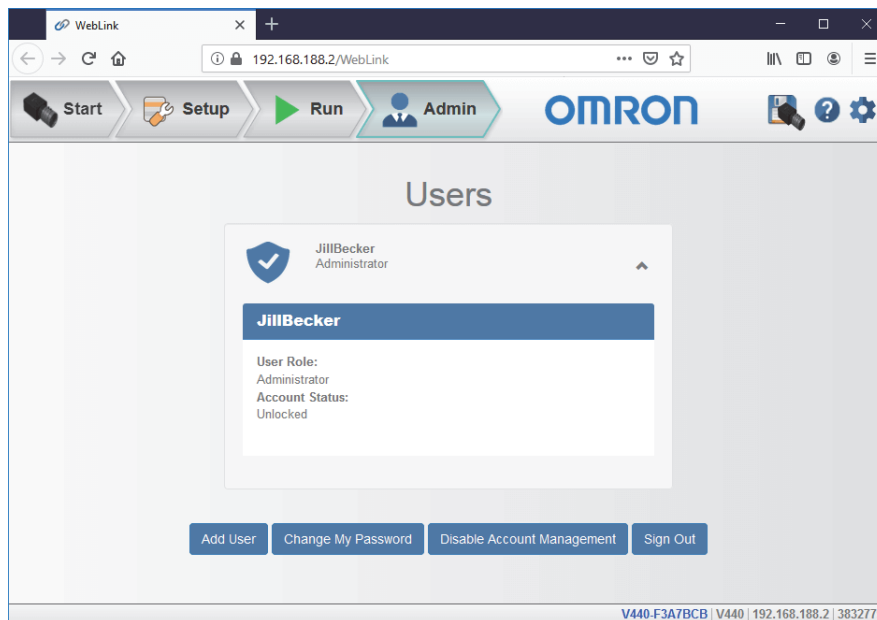 WebLink
192.168.188.2/WebLink
Start Setup Run Admin OMRON
Users
JillBecker
Administrator
JillBecker
User Role:
Administrator
Account Status:
Unlocked
Add User Change My Password Disable Account Management Sign Out
V440-F3A7BCB | V440 | 192.168.188.2 | 383277